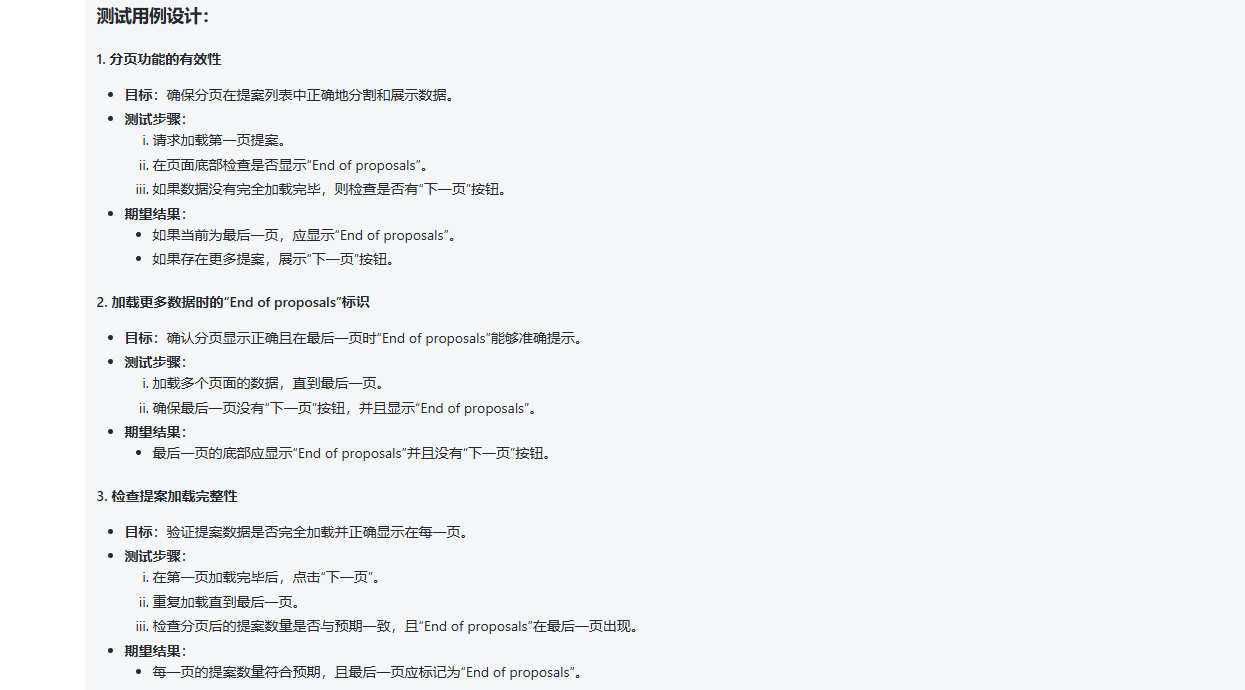 测试用例设计：
1. 分页功能的有效性
• 目标：确保分页在提案列表中正确地分割和展示数据。
• 测试步骤：
i. 请求加载第一页提案。
ii. 在页面底部检查是否显示“End of proposals”。
iii. 如果数据没有完全加载完毕，则检查是否有“下一页”按钮。
• 期望结果：
• 如果当前为最后一页，应显示“End of proposals”。
• 如果存在更多提案，展示“下一页”按钮。
2. 加载更多数据时的“End of proposals”标识
• 目标：确认分页显示正确且在最后一页时“End of proposals”能够准确提示。
• 测试步骤：
i. 加载多个页面的数据，直到最后一页。
ii. 确保最后一页没有“下一页”按钮，并且显示“End of proposals”。
• 期望结果：
• 最后一页的底部应显示“End of proposals”并且没有“下一页”按钮。
3. 检查提案加载完整性
• 目标：验证提案数据是否完全加载并正确显示在每一页。
• 测试步骤：
i. 在第一页加载完毕后，点击“下一页”。
ii. 重复加载直到最后一页。
iii. 检查分页后的提案数量是否与预期一致，且“End of proposals”在最后一页出现。
• 期望结果：
• 每一页的提案数量符合预期，且最后一页应标记为“End of proposals”。